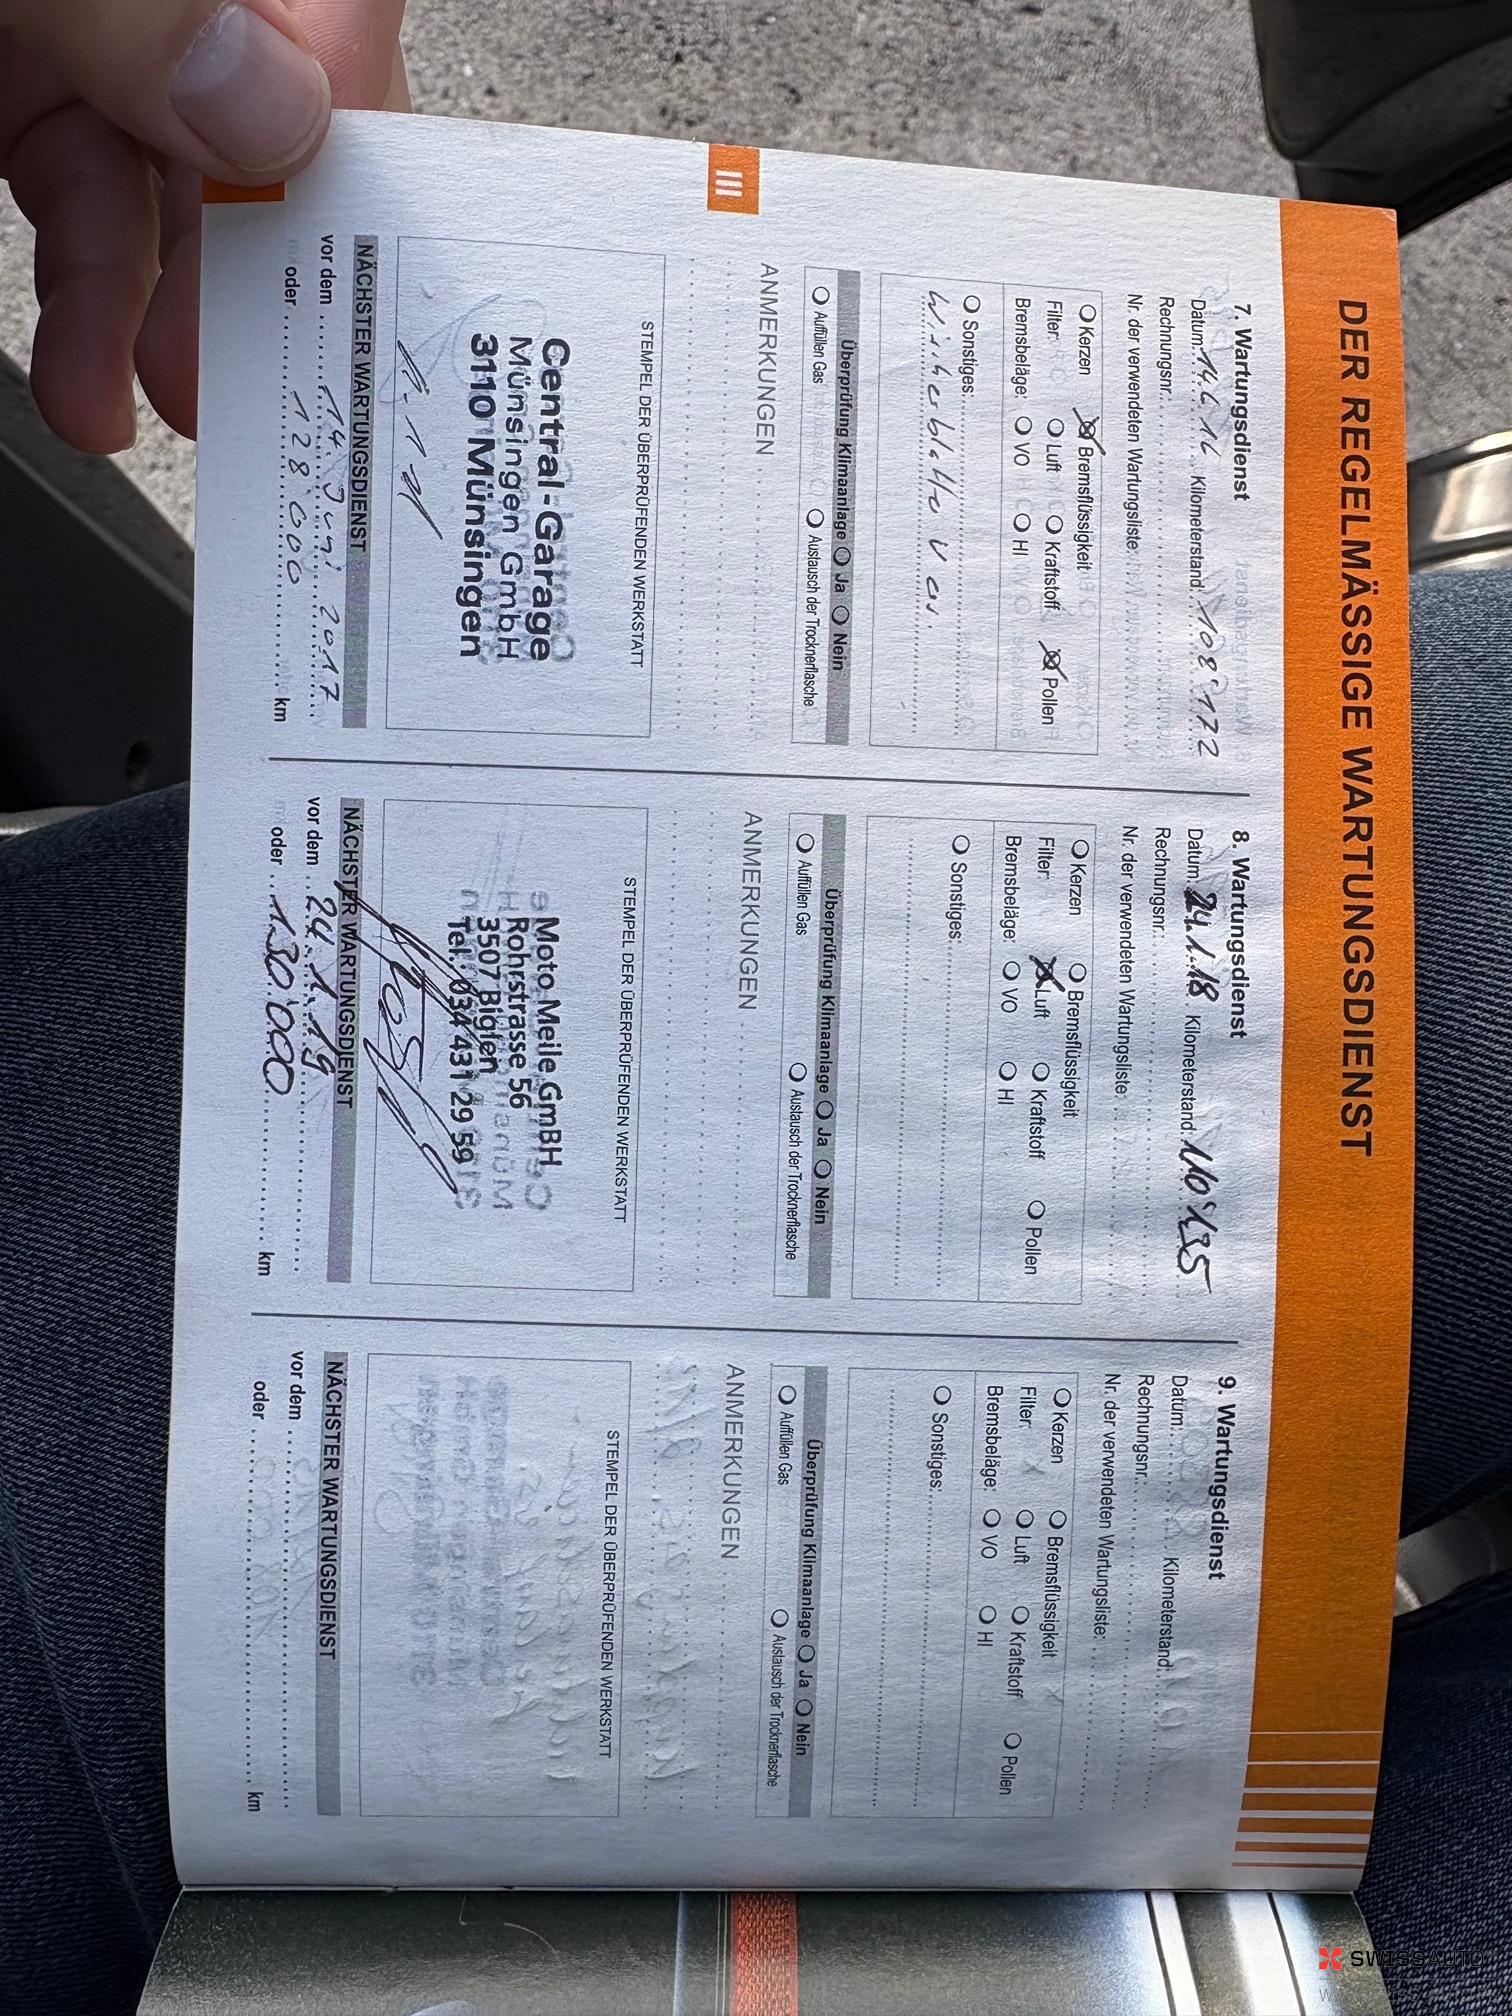 DER REGELMÄSSIGE WARTUNGSDIENST
7. Wartungsdienst
Datum: 14.6.16 Kilometerstand: 108'172
Rechnungsnr.:
Nr. der verwendeten Wartungsliste:
Kerzen Bremsflüssigkeit
Filter: Luft Kraftstoff Pollen
Bremsbeläge: VO HI
Sonstiges:
Wischerblätter
Überprüfung Klimaanlage Ja Nein
Auffüllen Gas Austausch der Trocknerflasche
ANMERKUNGEN
STEMPEL DER ÜBERPRÜFENDEN WERKSTATT
Central-Garage
Münsingen GmbH
3110 Münsingen
NÄCHSTER WARTUNGSDIENST
vor dem 14. Juni 2017
oder 128'000 km
8. Wartungsdienst
Datum: 24.1.18 Kilometerstand: 110'135
Rechnungsnr.:
Nr. der verwendeten Wartungsliste:
Kerzen Bremsflüssigkeit
Filter: Luft Kraftstoff Pollen
Bremsbeläge: VO HI
Sonstiges:
Überprüfung Klimaanlage Ja Nein
Auffüllen Gas Austausch der Trocknerflasche
ANMERKUNGEN
STEMPEL DER ÜBERPRÜFENDEN WERKSTATT
Moto Meile GmBH
Rohrstrasse 56
3507 Biglen
Tel. 034 431 29 59
NÄCHSTER WARTUNGSDIENST
vor dem 24.1.19
oder 130'000 km
9. Wartungsdienst
Datum: Kilometerstand:
Rechnungsnr.:
Nr. der verwendeten Wartungsliste:
Kerzen Bremsflüssigkeit
Filter: Luft Kraftstoff Pollen
Bremsbeläge: VO HI
Sonstiges:
Überprüfung Klimaanlage Ja Nein
Auffüllen Gas Austausch der Trocknerflasche
ANMERKUNGEN
STEMPEL DER ÜBERPRÜFENDEN WERKSTATT
NÄCHSTER WARTUNGSDIENST
vor dem
oder km
III
SWISSAUTO